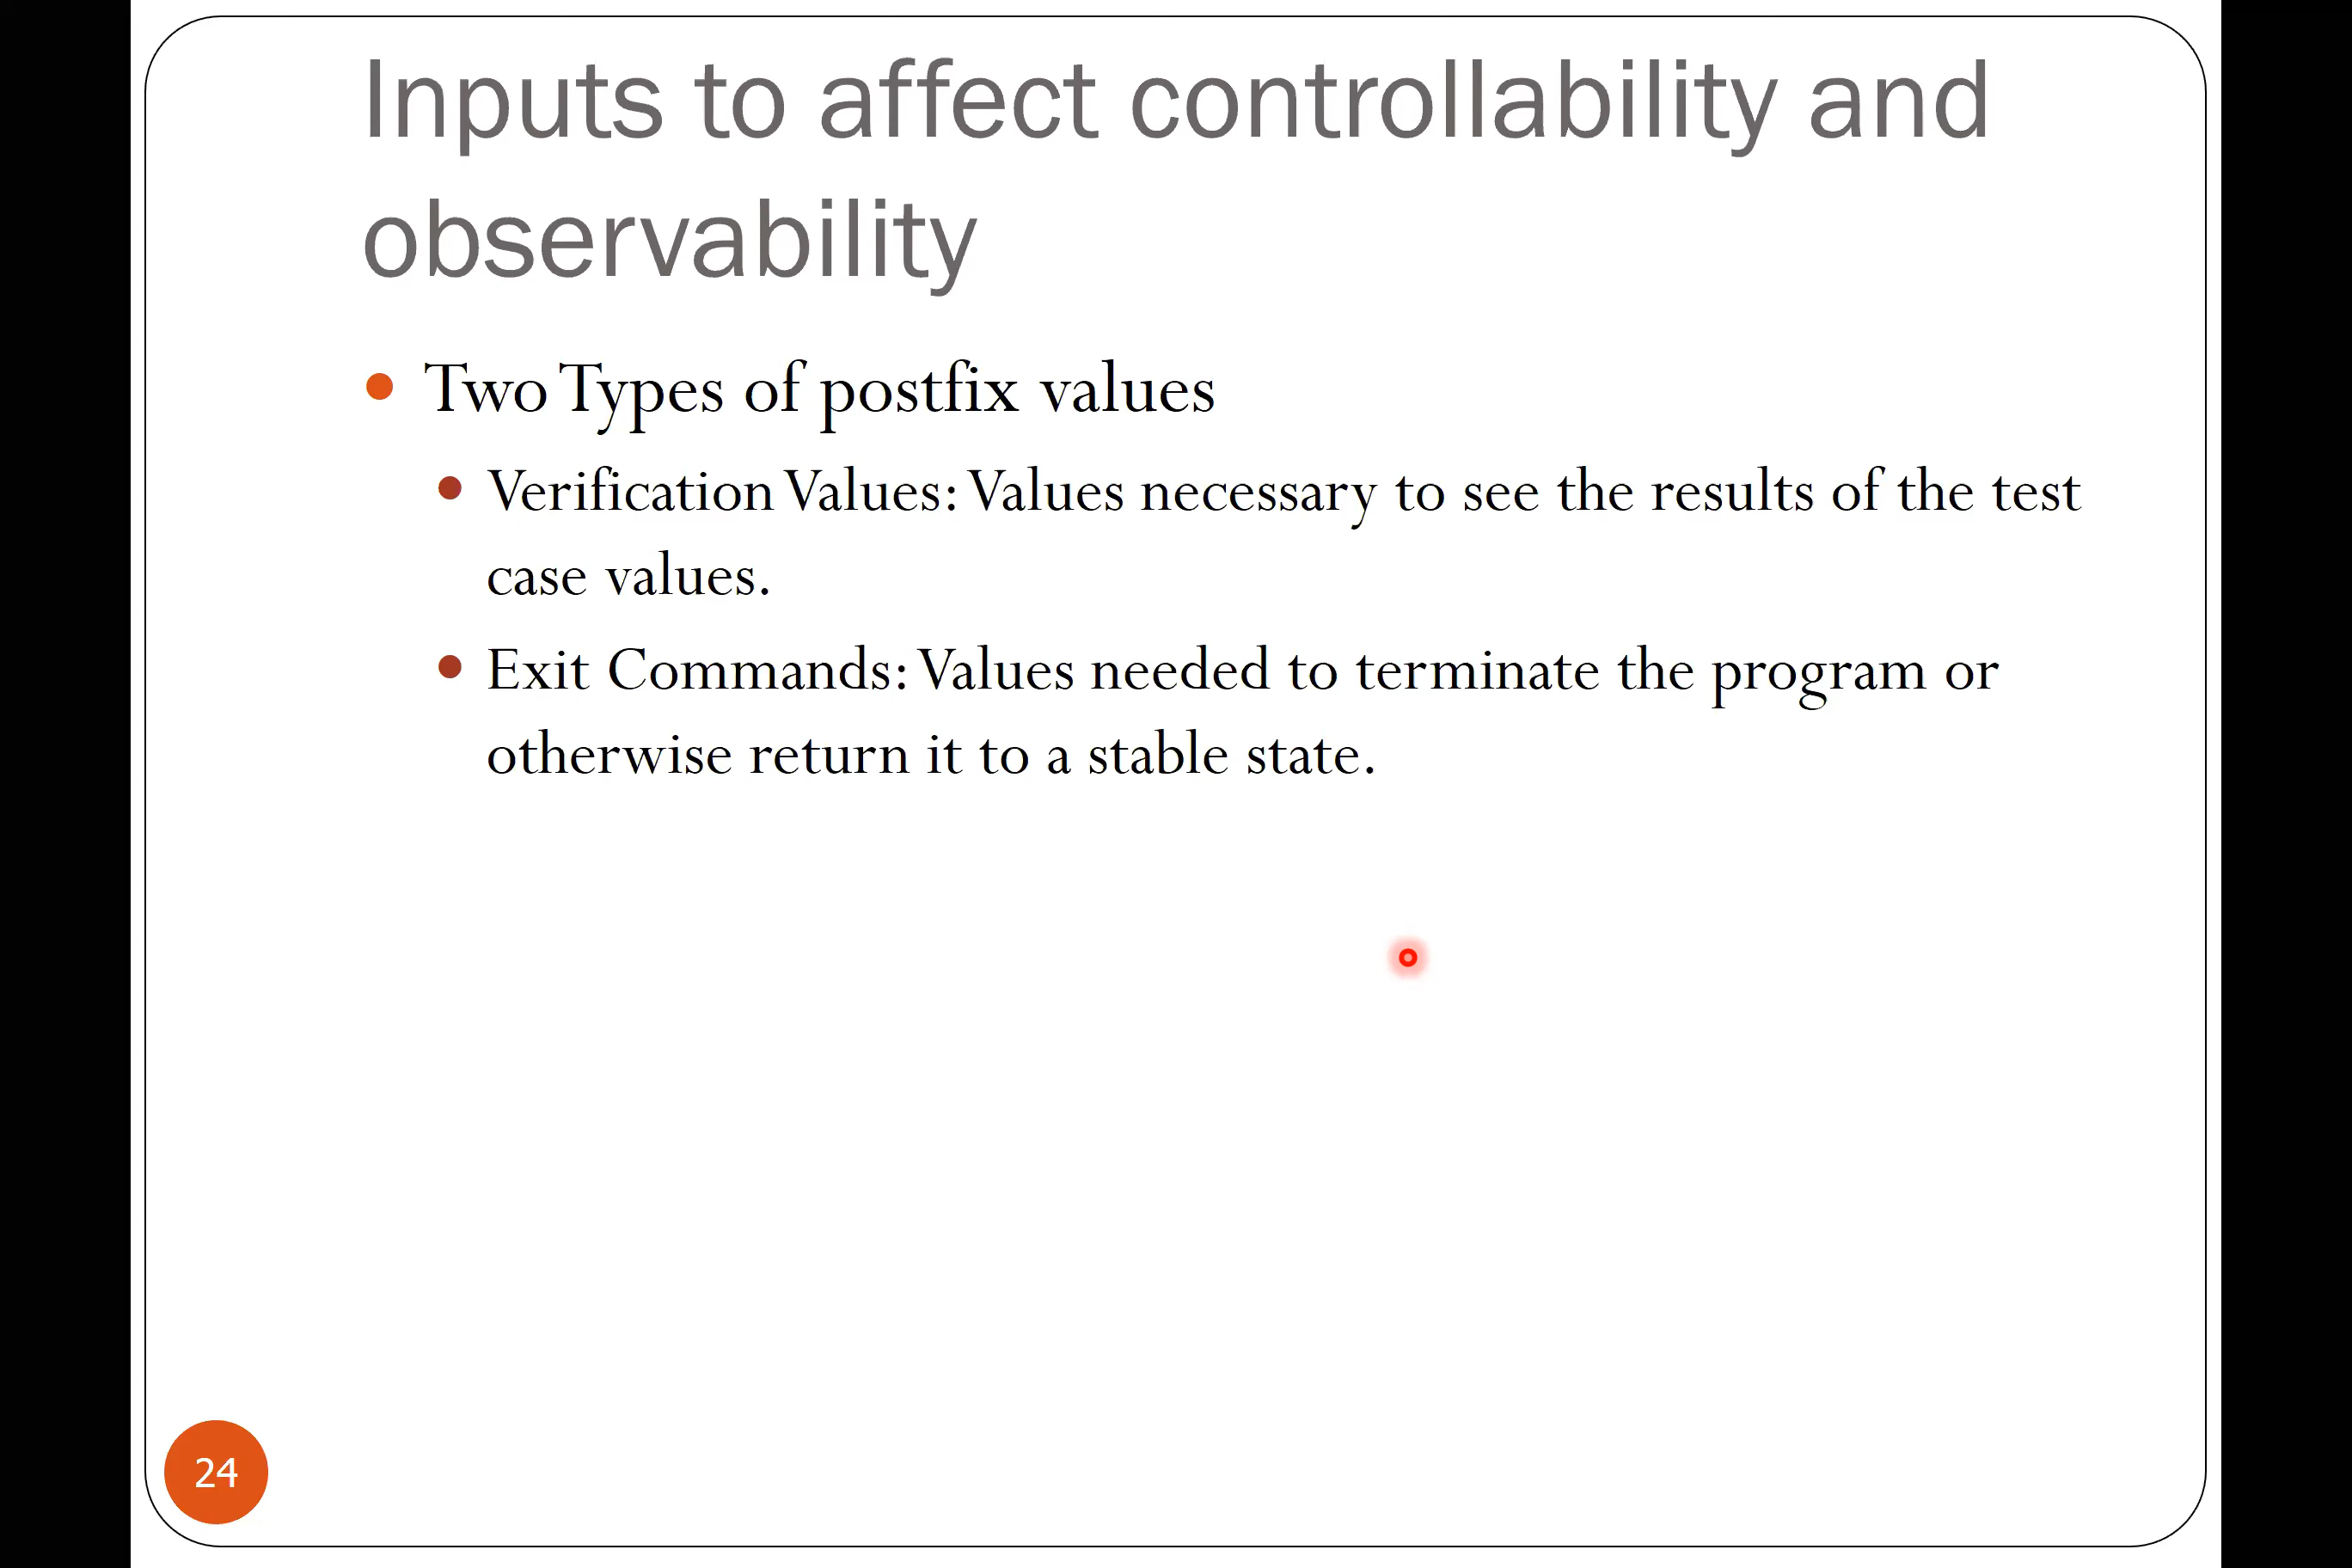 Inputs to affect controllability and
observability
Two Types of postfix values
Verification Values: Values necessary to see the results of the test
case values.
Exit Commands: Values needed to terminate the program or
otherwise return it to a stable state.
24